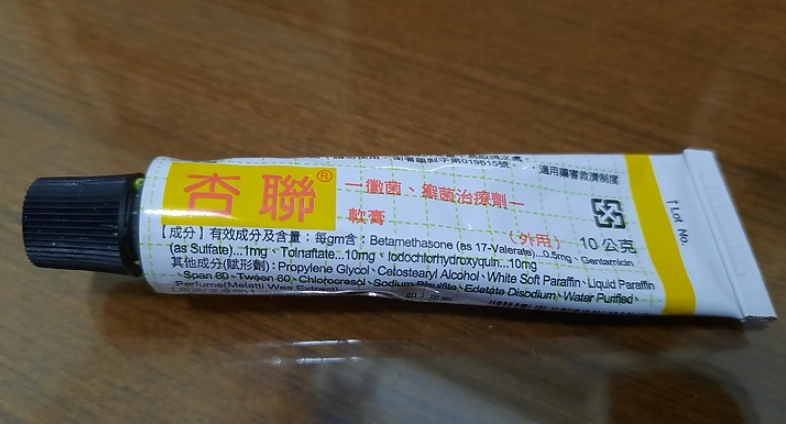 衛署藥製字第019615號
適用藥害救濟制度
杏聯®
一黴菌、癬菌治療劑一
軟膏
(外用) 10公克
↑Lot No.
【成分】有效成分及含量:每gm含:Betamethasone (as 17-Valerate)...0.5mg、Gentamicin
(as Sulfate)...1mg、Tolnaftate...10mg、Iodochlorhydroxyquin...10mg
其他成分(賦形劑):Propylene Glycol、Cetostearyl Alcohol、White Soft Paraffin、Liquid Paraffin
、Span 60、Tween 60、Chlorocresol、Sodium Bisulfite、Edetate Disodium、Water Purified、
Perfume